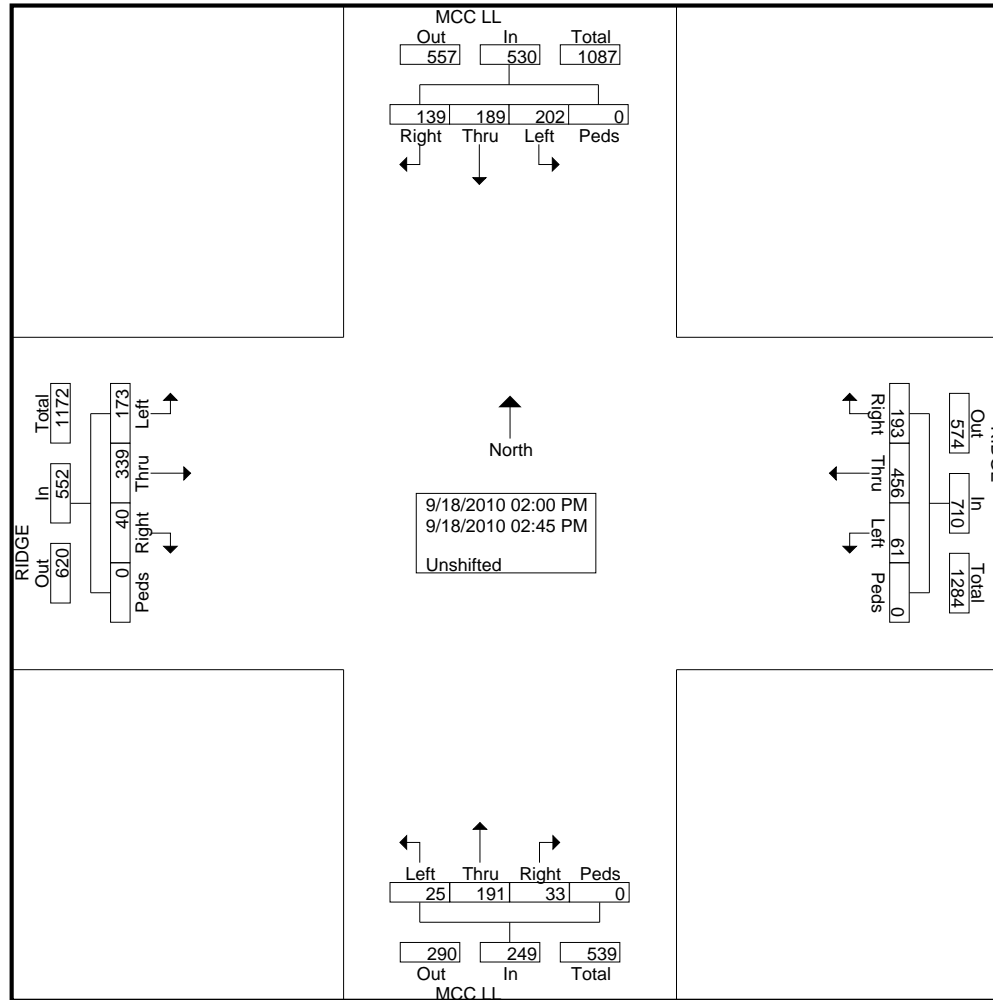 MCC LL
Out In Total
557 530 1087
139 189 202 0
Right Thru Left Peds
Total
1172
In
552
RIDGE
Out
620
173 339 40 0
Left Thru Right Peds
North
9/18/2010 02:00 PM
9/18/2010 02:45 PM
Unshifted
Right Thru Left Peds
193 456 61 0
Out In Total
574 710 1284
Left Thru Right Peds
25 191 33 0
290 249 539
Out In Total
MCC LL